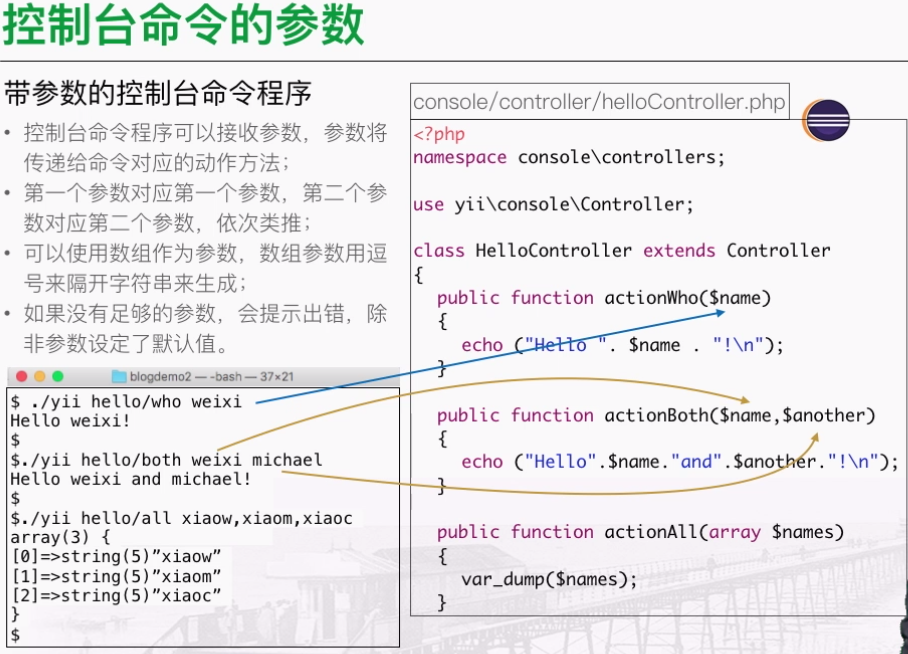 控制台命令的参数
带参数的控制台命令程序
• 控制台命令程序可以接收参数，参数将
传递给命令对应的动作方法；
• 第一个参数对应第一个参数，第二个参
数对应第二个参数，依次类推；
• 可以使用数组作为参数，数组参数用逗
号来隔开字符串来生成；
• 如果没有足够的参数，会提示出错，除
非参数设定了默认值。
blogdemo2 — -bash — 37×21
$ ./yii hello/who weixi
Hello weixi!
$
$./yii hello/both weixi michael
Hello weixi and michael!
$
$./yii hello/all xiaow,xiaom,xiaoc
array(3) {
[0]=>string(5)”xiaow”
[1]=>string(5)”xiaom”
[2]=>string(5)”xiaoc”
}
$
console/controller/helloController.php
<?php
namespace console\controllers;
use yii\console\Controller;
class HelloController extends Controller
{
public function actionWho($name)
{
echo ("Hello ". $name . "!\n");
}
public function actionBoth($name,$another)
{
echo ("Hello".$name."and".$another."!\n");
}
public function actionAll(array $names)
{
var_dump($names);
}